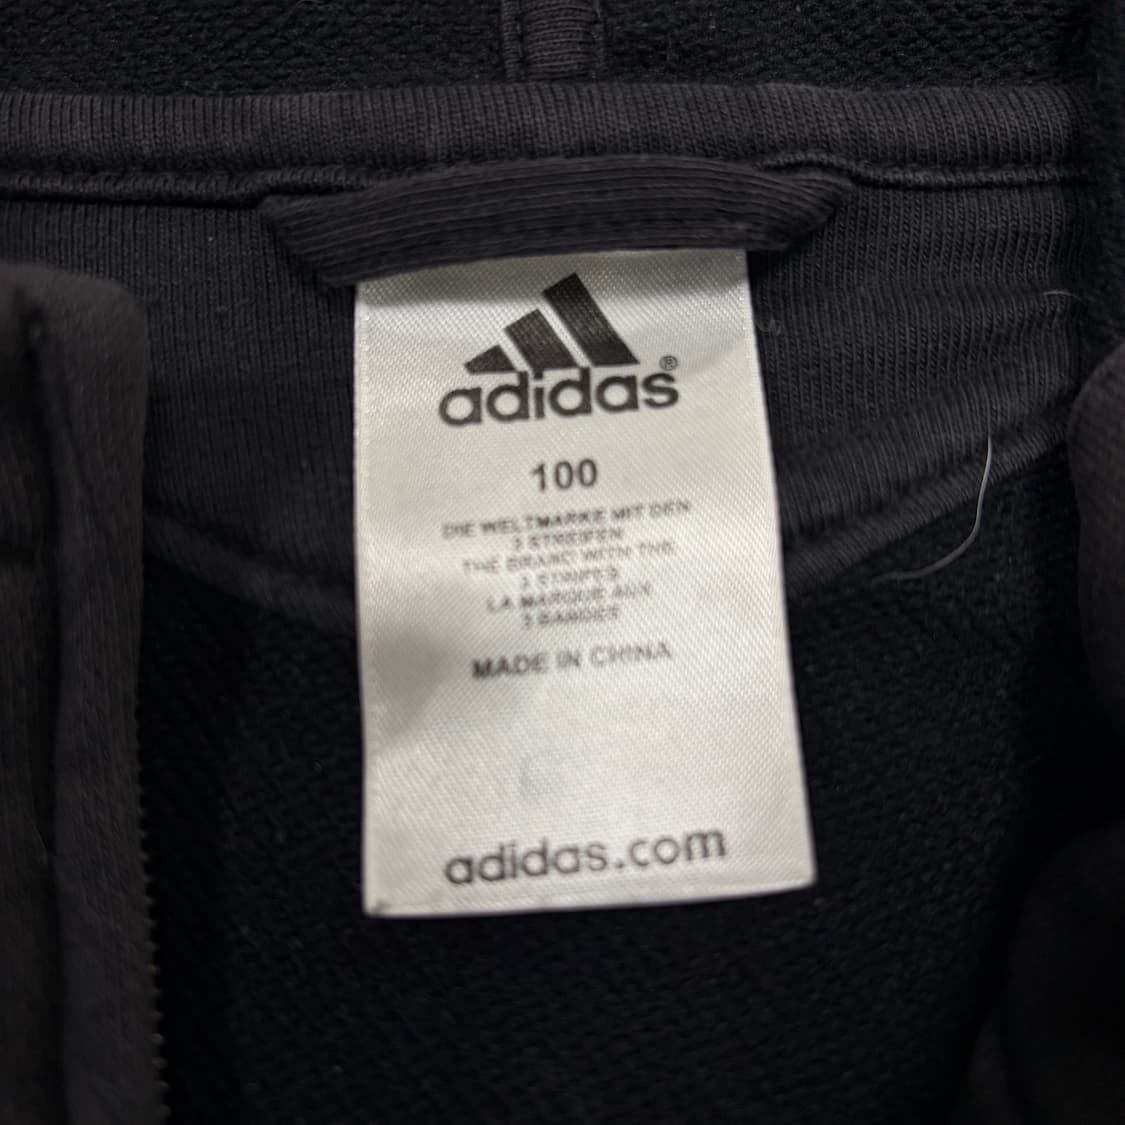 adidas®
100
DIE WELTMARKE MIT DEN
3 STREIFEN
THE BRAND WITH THE
3 STRIPES
LA MARQUE AUX
3 BANDES
MADE IN CHINA
adidas.com